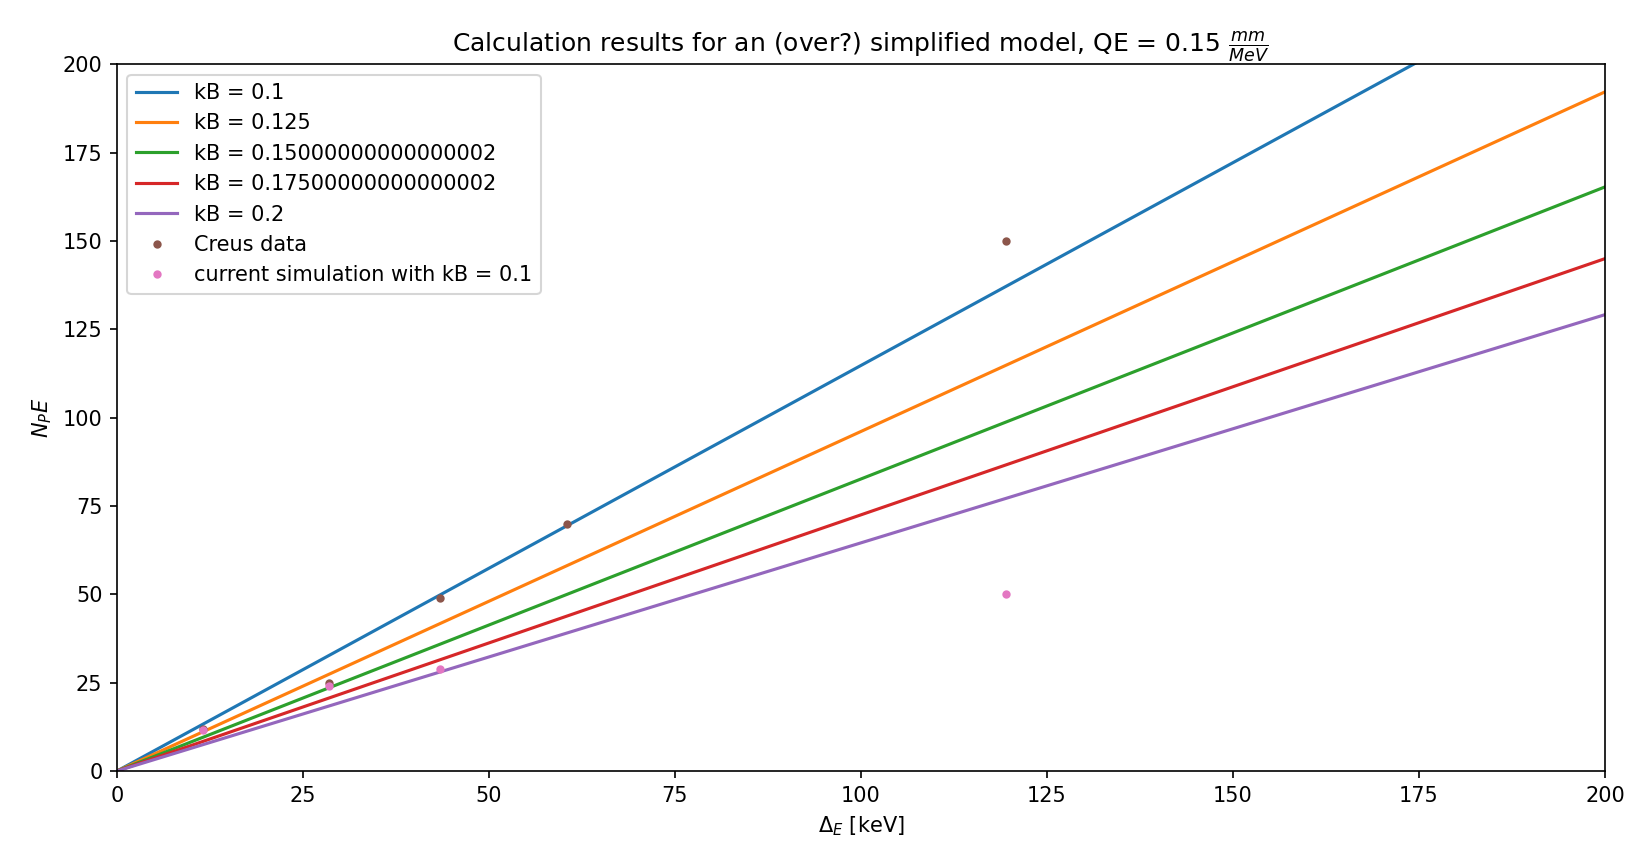 Calculation results for an (over?) simplified model, QE = 0.15 mm/MeV
200
175
150
125
100
75
50
25
0
kB = 0.1
kB = 0.125
kB = 0.15000000000000002
kB = 0.17500000000000002
kB = 0.2
Creus data
current simulation with kB = 0.1
N_PE
0
25
50
75
100
125
150
175
200
Δ_E [keV]